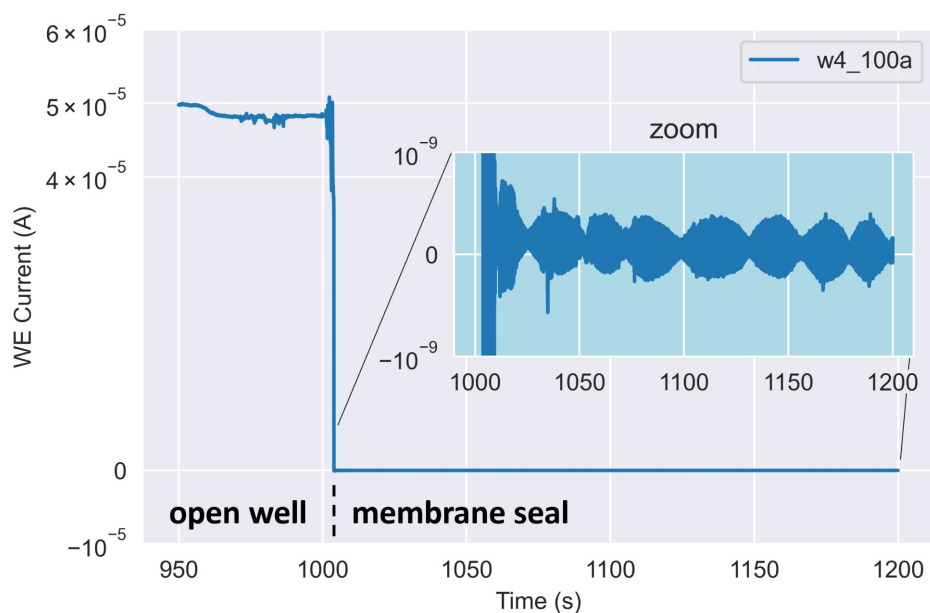 6 × 10⁻⁵
5 × 10⁻⁵
4 × 10⁻⁵
0
−10⁻⁵
WE Current (A)
w4_100a
zoom
10⁻⁹
0
−10⁻⁹
1000 1050 1100 1150 1200
open well membrane seal
950 1000 1050 1100 1150 1200
Time (s)